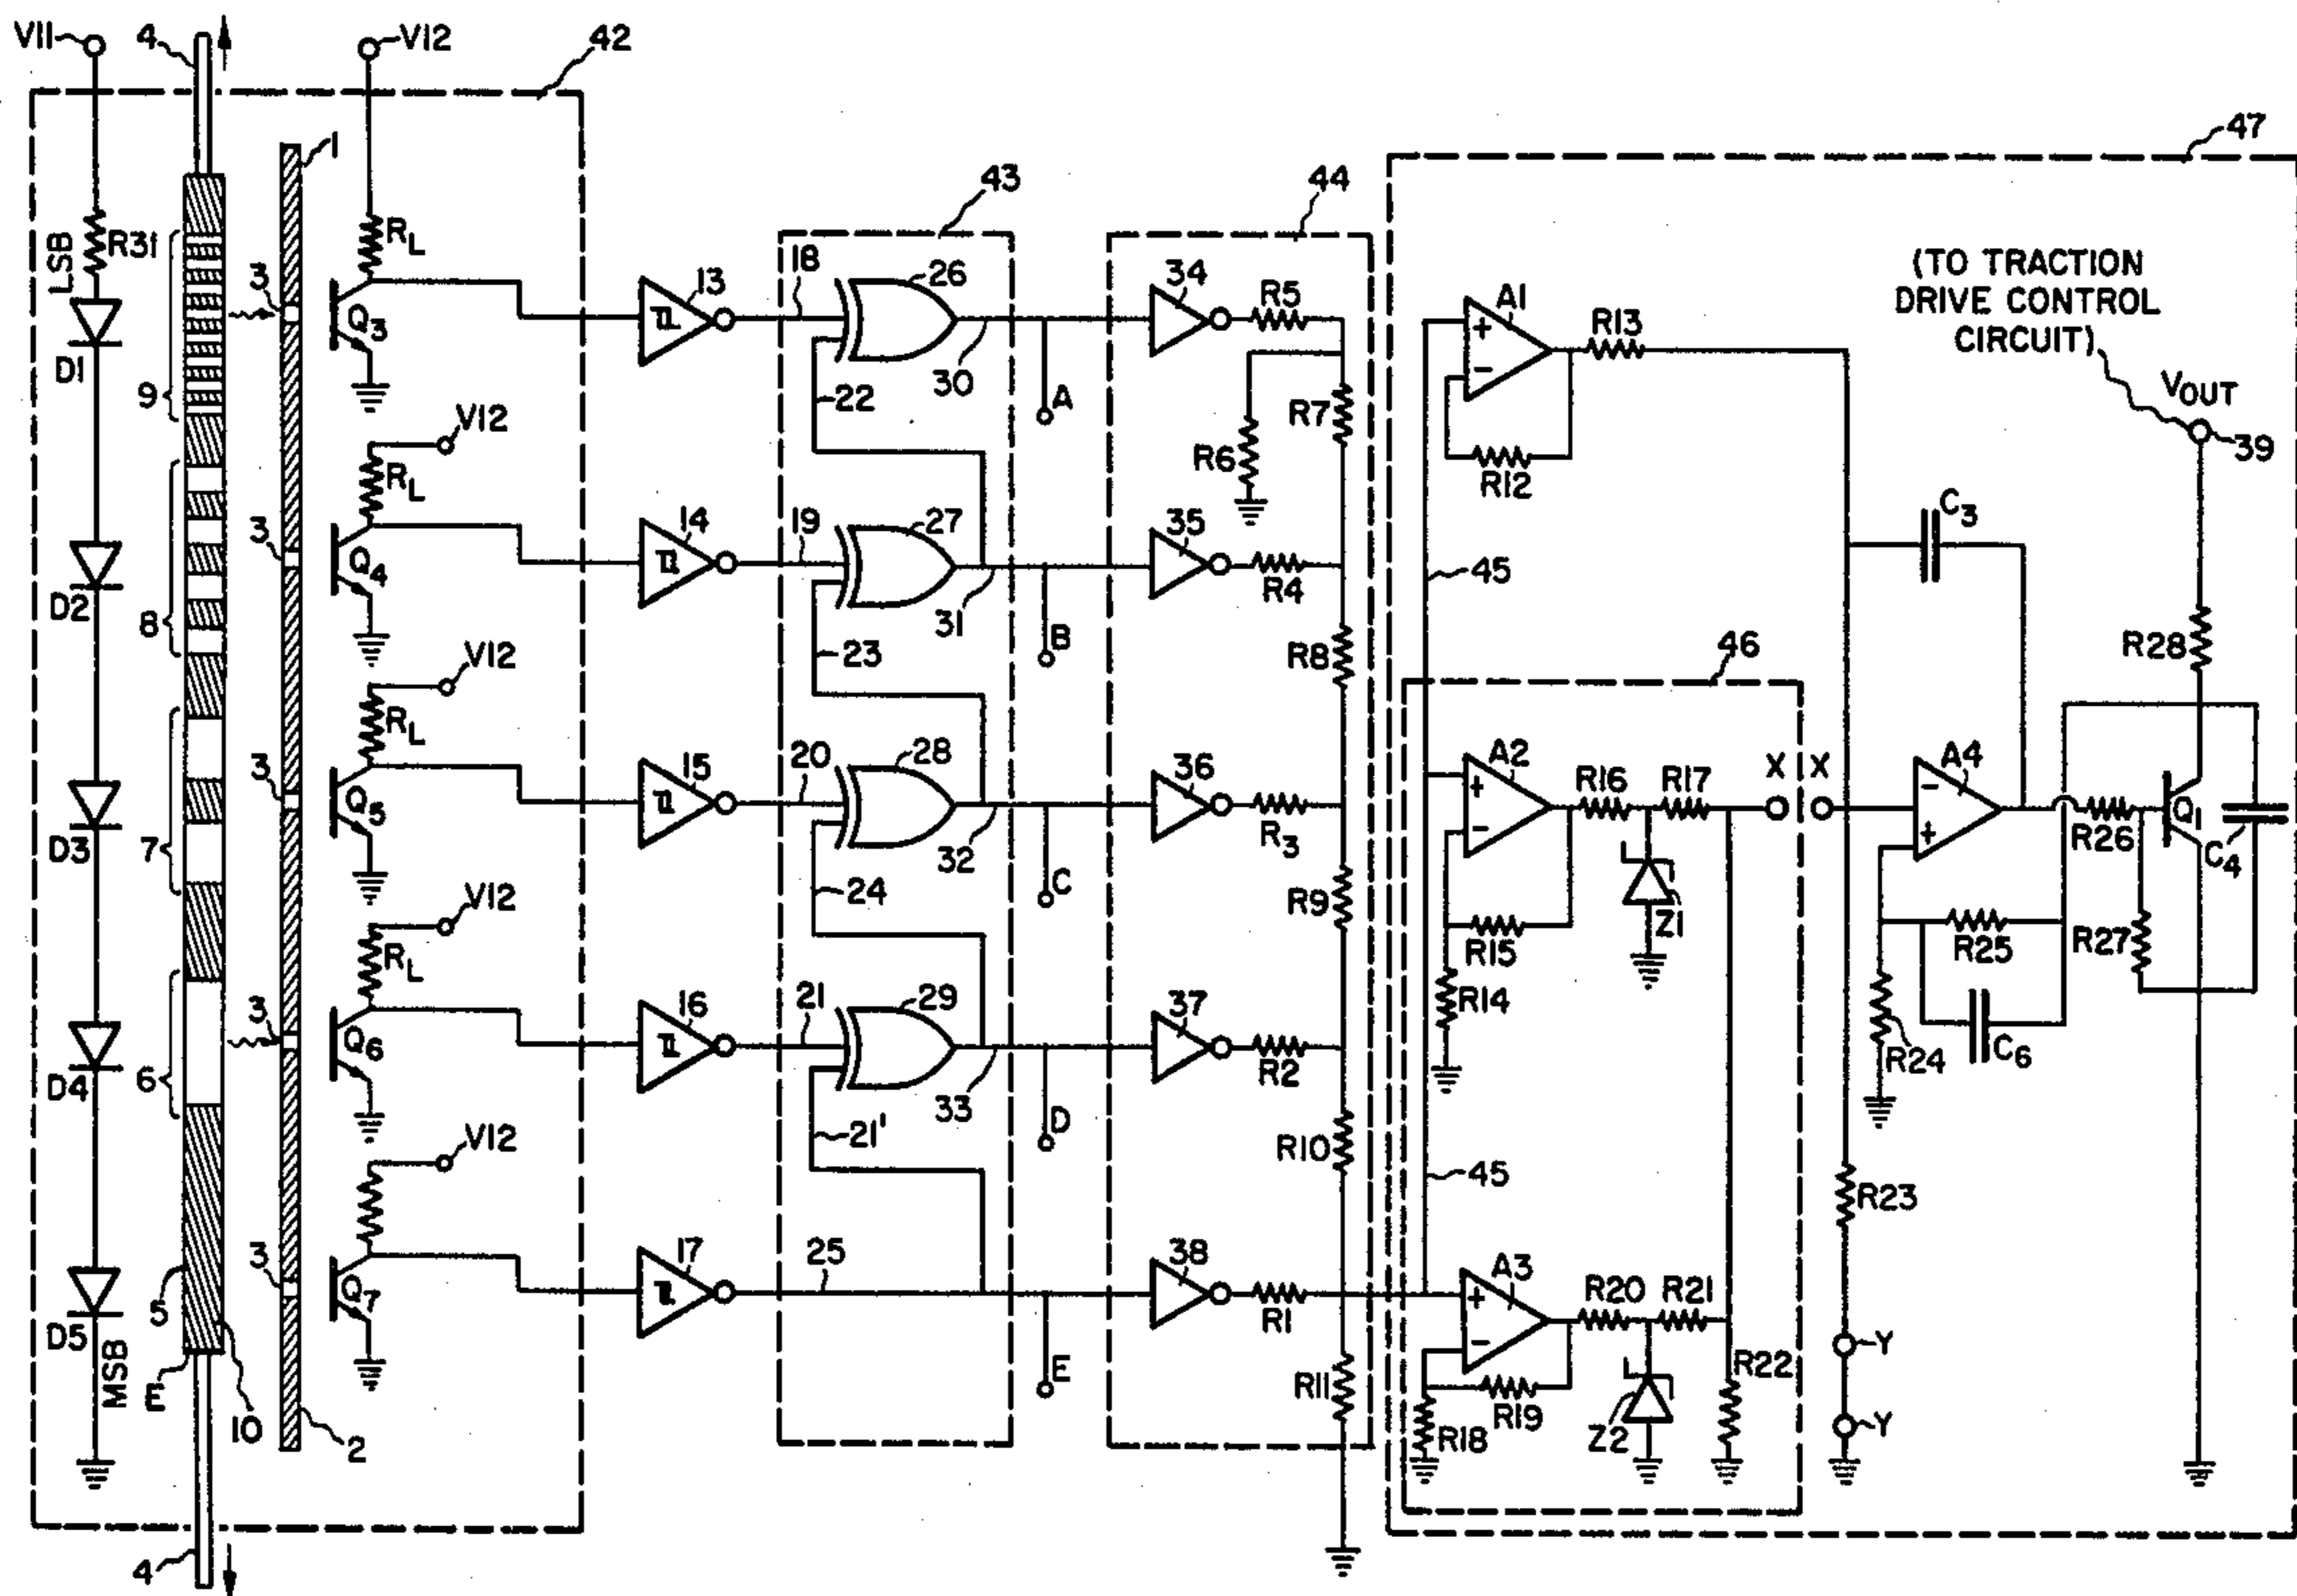 V11
4
V12
42
1
43
44
47
LSB
R31
RL
3
Q3
D1
9
13
18
26
22
30
A
34
R5
R7
R6
A1
R13
R12
(TO TRACTION
DRIVE CONTROL
CIRCUIT)
VOUT
39
V12
RL
3
Q4
D2
8
14
19
27
23
31
B
35
R4
R8
45
C3
R28
V12
RL
3
Q5
D3
7
15
20
28
24
32
C
36
R3
R9
46
A2
R16
R17
X
X
A4
R26
Q1
C4
Z1
R15
R14
R25
R27
R24
C6
V12
RL
3
Q6
D4
6
16
21
29
21'
33
D
37
R2
R10
45
R23
V12
3
Q7
D5
MSB
5
E
10
2
17
25
E
38
R1
R11
A3
R20
R21
R22
R19
R18
Z2
Y
Y
4